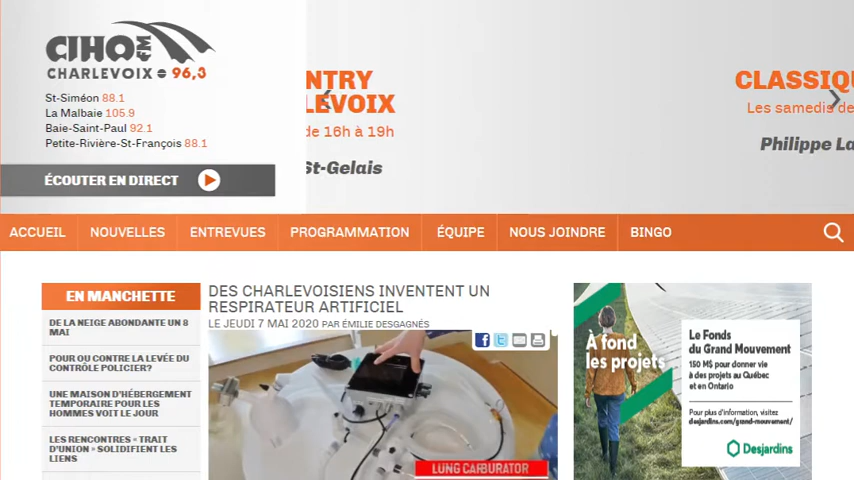 CIHO FM
CHARLEVOIX 96,3
St-Siméon 88.1
La Malbaie 105.9
Baie-Saint-Paul 92.1
Petite-Rivière-St-François 88.1
ÉCOUTER EN DIRECT
NTRY
LEVOIX
de 16h à 19h
St-Gelais
CLASSIQU
Les samedis de
Philippe La
ACCUEIL NOUVELLES ENTREVUES PROGRAMMATION ÉQUIPE NOUS JOINDRE BINGO
EN MANCHETTE
DE LA NEIGE ABONDANTE UN 8
MAI
POUR OU CONTRE LA LEVÉE DU
CONTRÔLE POLICIER?
UNE MAISON D'HÉBERGEMENT
TEMPORAIRE POUR LES
HOMMES VOIT LE JOUR
LES RENCONTRES « TRAIT
D'UNION » SOLIDIFIENT LES
LIENS
DES CHARLEVOISIENS INVENTENT UN
RESPIRATEUR ARTIFICIEL
LE JEUDI 7 MAI 2020 PAR ÉMILIE DESGAGNÉS
LUNG CARBURATOR
À fond
les projets
Le Fonds
du Grand Mouvement
150 M$ pour donner vie
à des projets au Québec
et en Ontario
Pour plus d'information, visitez
desjardins.com/grand-mouvement/
Desjardins